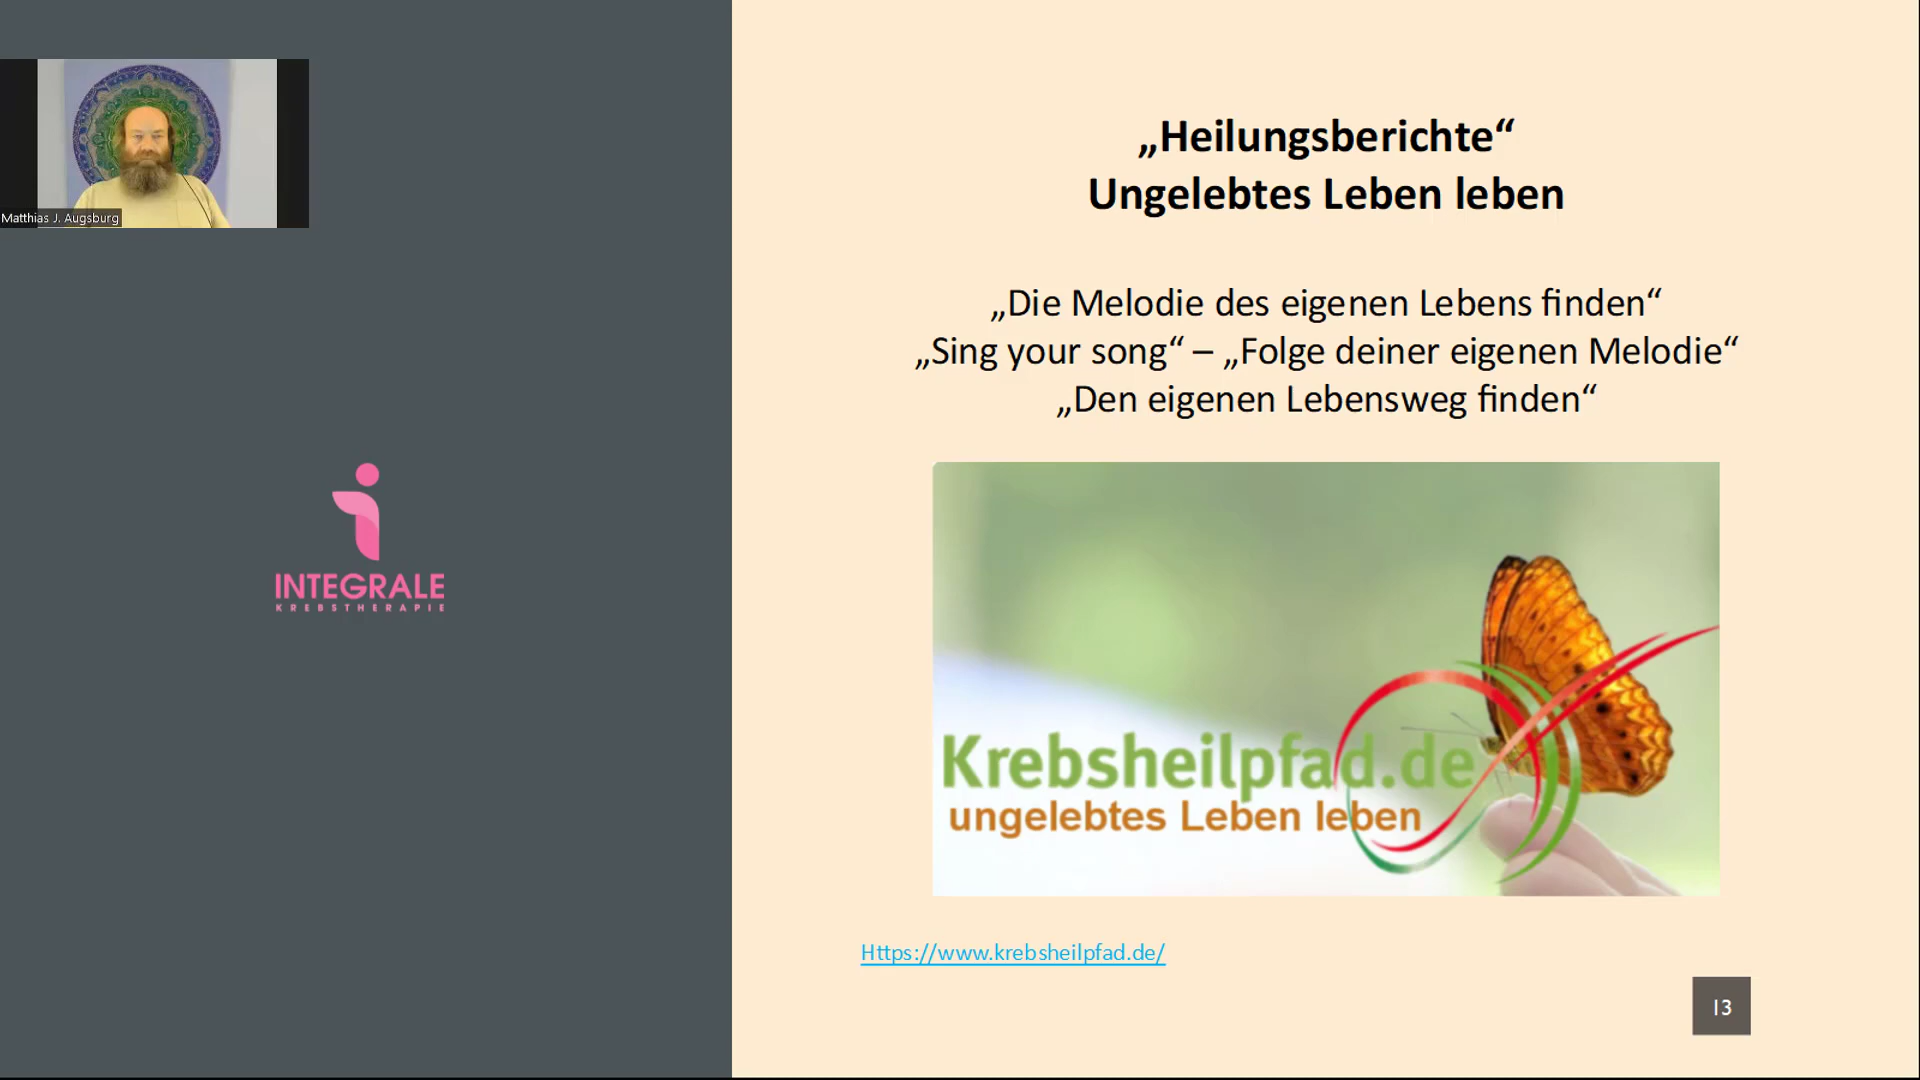 Matthias J. Augsburg
INTEGRALE
KREBSTHERAPIE
„Heilungsberichte“
Ungelebtes Leben leben
„Die Melodie des eigenen Lebens finden“
„Sing your song“ – „Folge deiner eigenen Melodie“
„Den eigenen Lebensweg finden“
Krebsheilpfad.de
ungelebtes Leben leben
Https://www.krebsheilpfad.de/
13